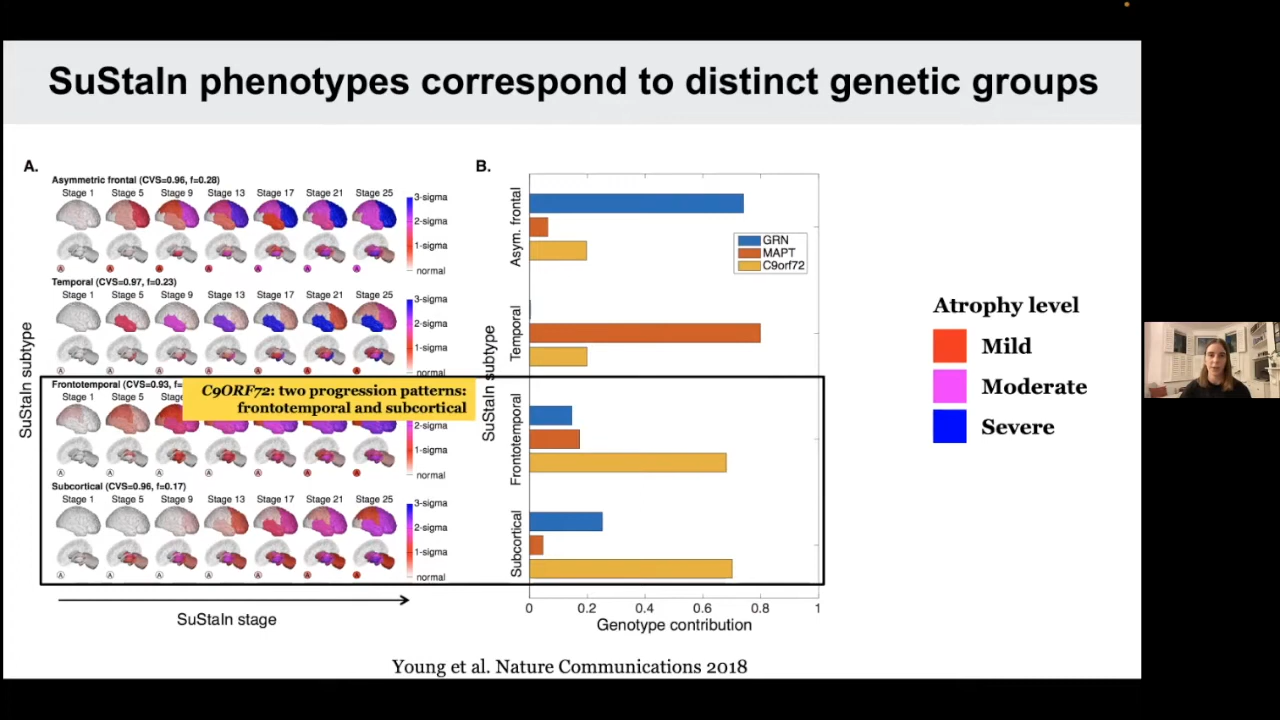 SuStaIn phenotypes correspond to distinct genetic groups
A.
SuStaIn subtype
Asymmetric frontal (CVS=0.96, f=0.28)
Stage 1 Stage 5 Stage 9 Stage 13 Stage 17 Stage 21 Stage 25
3-sigma
2-sigma
1-sigma
normal
A A A A A A A
Temporal (CVS=0.97, f=0.23)
Stage 1 Stage 5 Stage 9 Stage 13 Stage 17 Stage 21 Stage 25
3-sigma
2-sigma
1-sigma
normal
A A A A A A A
Frontotemporal (CVS=0.93, f=
C9ORF72: two progression patterns:
frontotemporal and subcortical
2-sigma
1-sigma
normal
A A A A A A A
Subcortical (CVS=0.96, f=0.17)
Stage 1 Stage 5 Stage 9 Stage 13 Stage 17 Stage 21 Stage 25
3-sigma
2-sigma
1-sigma
normal
A A A A A A A
SuStaIn stage
B.
SuStaIn subtype
Asym. frontal
Temporal
Frontotemporal
Subcortical
GRN
MAPT
C9orf72
0 0.2 0.4 0.6 0.8 1
Genotype contribution
Atrophy level
Mild
Moderate
Severe
Young et al. Nature Communications 2018